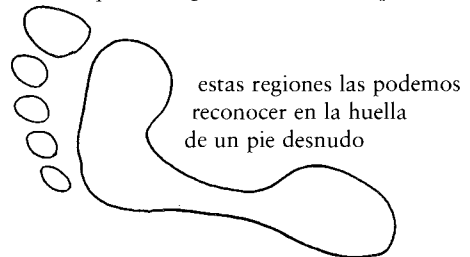 estas regiones las podemos
reconocer en la huella
de un pie desnudo